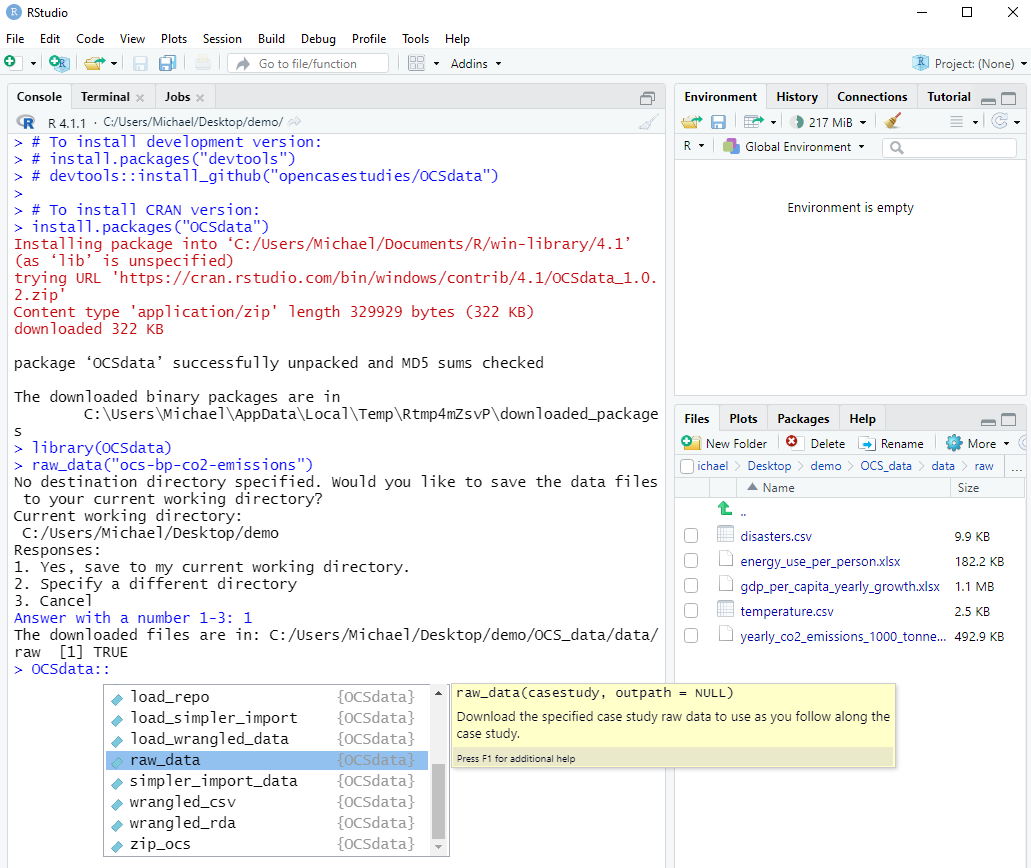 RStudio
File Edit Code View Plots Session Build Debug Profile Tools Help
Go to file/function Addins Project: (None)
Console Terminal Jobs
R 4.1.1 · C:/Users/Michael/Desktop/demo/
> # To install development version:
> # install.packages("devtools")
> # devtools::install_github("opencasestudies/OCSdata")
>
> # To install CRAN version:
> install.packages("OCSdata")
Installing package into ‘C:/Users/Michael/Documents/R/win-library/4.1’
(as ‘lib’ is unspecified)
trying URL 'https://cran.rstudio.com/bin/windows/contrib/4.1/OCSdata_1.0.
2.zip'
Content type 'application/zip' length 329929 bytes (322 KB)
downloaded 322 KB
package ‘OCSdata’ successfully unpacked and MD5 sums checked
The downloaded binary packages are in
C:\Users\Michael\AppData\Local\Temp\Rtmp4mZsvP\downloaded_package
s
> library(OCSdata)
> raw_data("ocs-bp-co2-emissions")
No destination directory specified. Would you like to save the data files
to your current working directory?
Current working directory:
C:/Users/Michael/Desktop/demo
Responses:
1. Yes, save to my current working directory.
2. Specify a different directory
3. Cancel
Answer with a number 1-3: 1
The downloaded files are in: C:/Users/Michael/Desktop/demo/OCS_data/data/
raw [1] TRUE
> OCSdata::
load_repo {OCSdata}
load_simpler_import {OCSdata}
load_wrangled_data {OCSdata}
raw_data {OCSdata}
simpler_import_data {OCSdata}
wrangled_csv {OCSdata}
wrangled_rda {OCSdata}
zip_ocs {OCSdata}
raw_data(casestudy, outpath = NULL)
Download the specified case study raw data to use as you follow along the
case study.
Press F1 for additional help
Environment History Connections Tutorial
217 MiB
R Global Environment
Environment is empty
Files Plots Packages Help
New Folder Delete Rename More
ichael Desktop demo OCS_data data raw ...
Name Size
..
disasters.csv 9.9 KB
energy_use_per_person.xlsx 182.2 KB
gdp_per_capita_yearly_growth.xlsx 1.1 MB
temperature.csv 2.5 KB
yearly_co2_emissions_1000_tonne... 492.9 KB